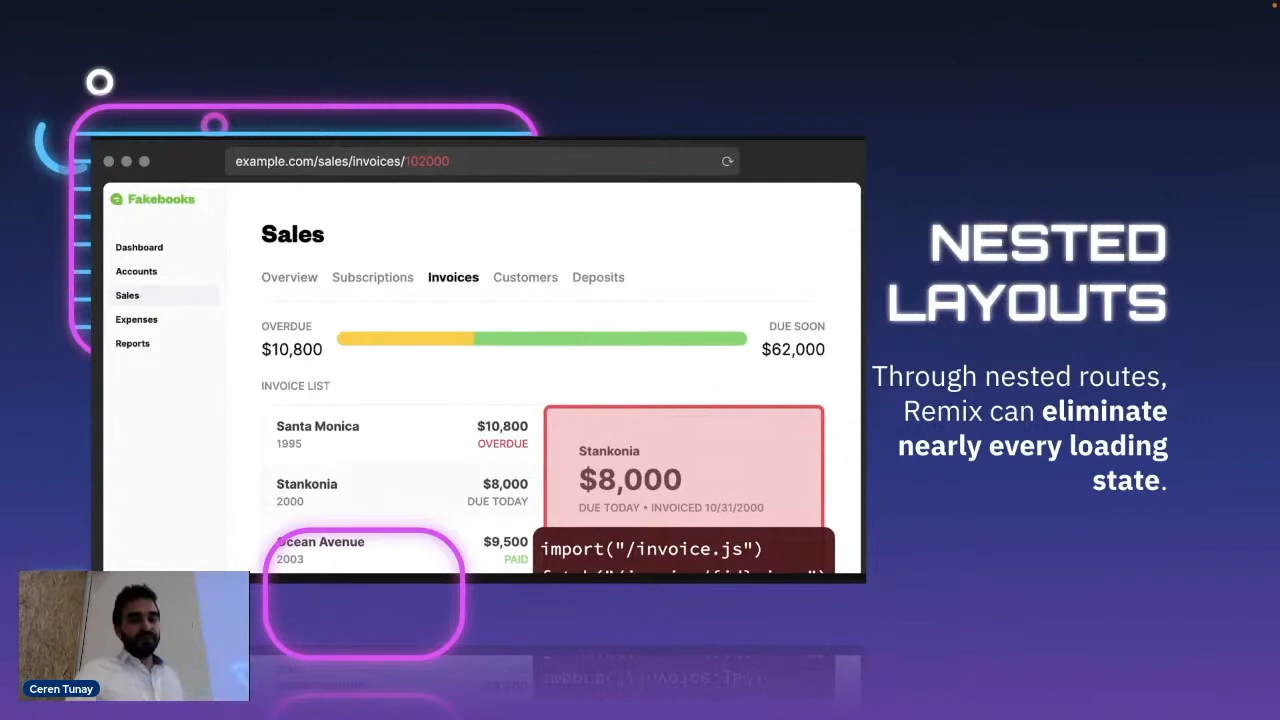 example.com/sales/invoices/102000
Fakebooks
Dashboard
Accounts
Sales
Expenses
Reports
Sales
Overview Subscriptions Invoices Customers Deposits
OVERDUE
$10,800
DUE SOON
$62,000
INVOICE LIST
Santa Monica $10,800
1995 OVERDUE
Stankonia $8,000
2000 DUE TODAY
Ocean Avenue $9,500
2003 PAID
Stankonia
$8,000
DUE TODAY • INVOICED 10/31/2000
import("/invoice.js")
NESTED
LAYOUTS
Through nested routes,
Remix can eliminate
nearly every loading
state.
Ceren Tunay